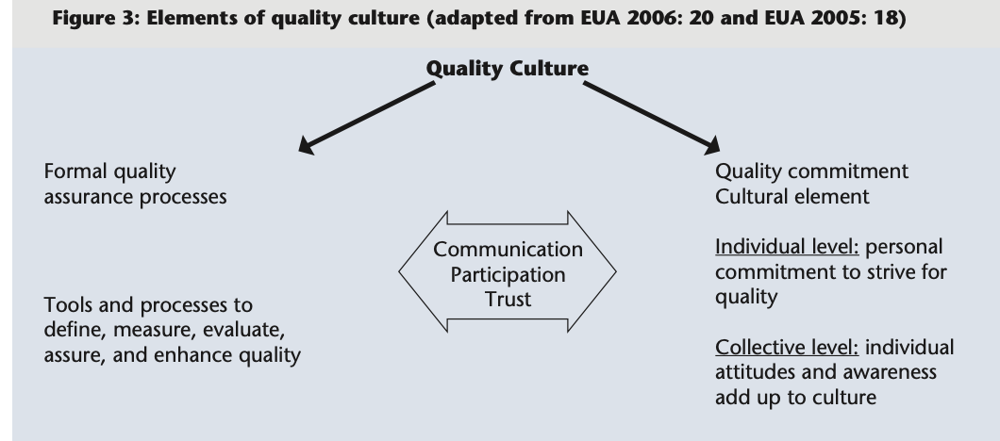 Figure 3: Elements of quality culture (adapted from EUA 2006: 20 and EUA 2005: 18)
Quality Culture
Formal quality
assurance processes
Tools and processes to
define, measure, evaluate,
assure, and enhance quality
Communication
Participation
Trust
Quality commitment
Cultural element
Individual level: personal
commitment to strive for
quality
Collective level: individual
attitudes and awareness
add up to culture